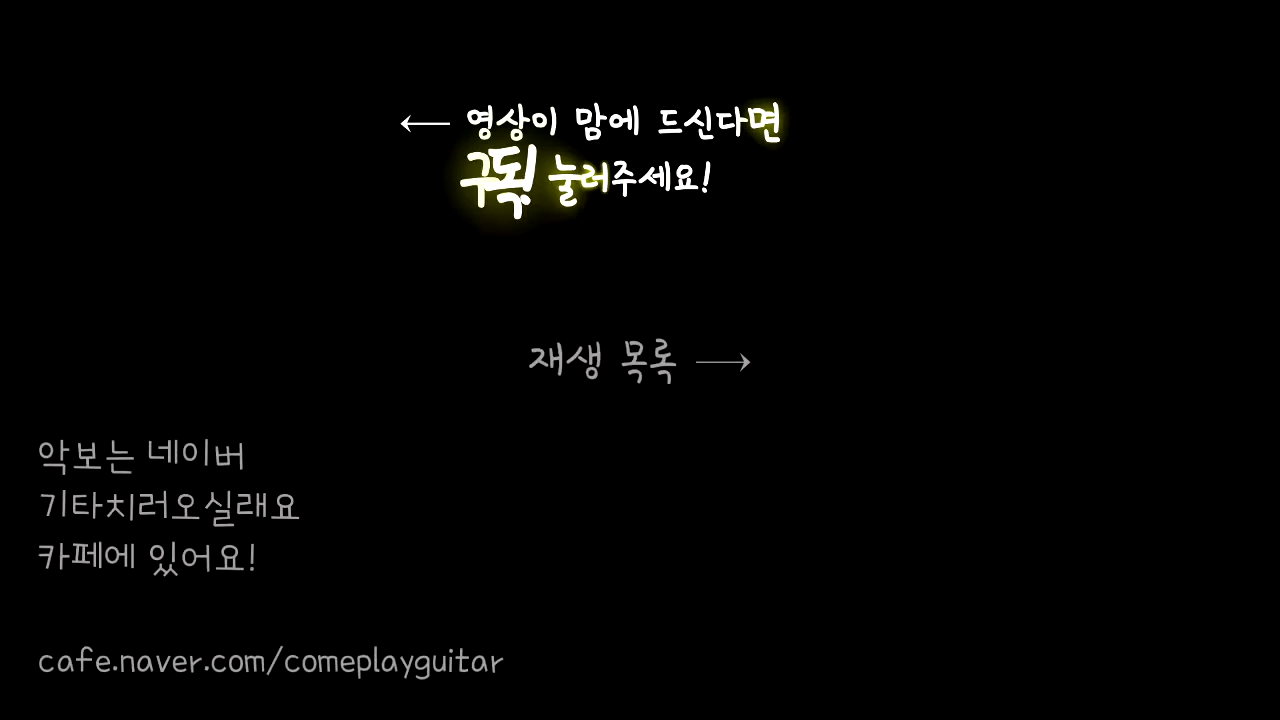 ← 영상이 맘에 드신다면
구독! 눌러주세요!
재생 목록 →
악보는 네이버
기타치러오실래요
카페에 있어요!
cafe.naver.com/comeplayguitar